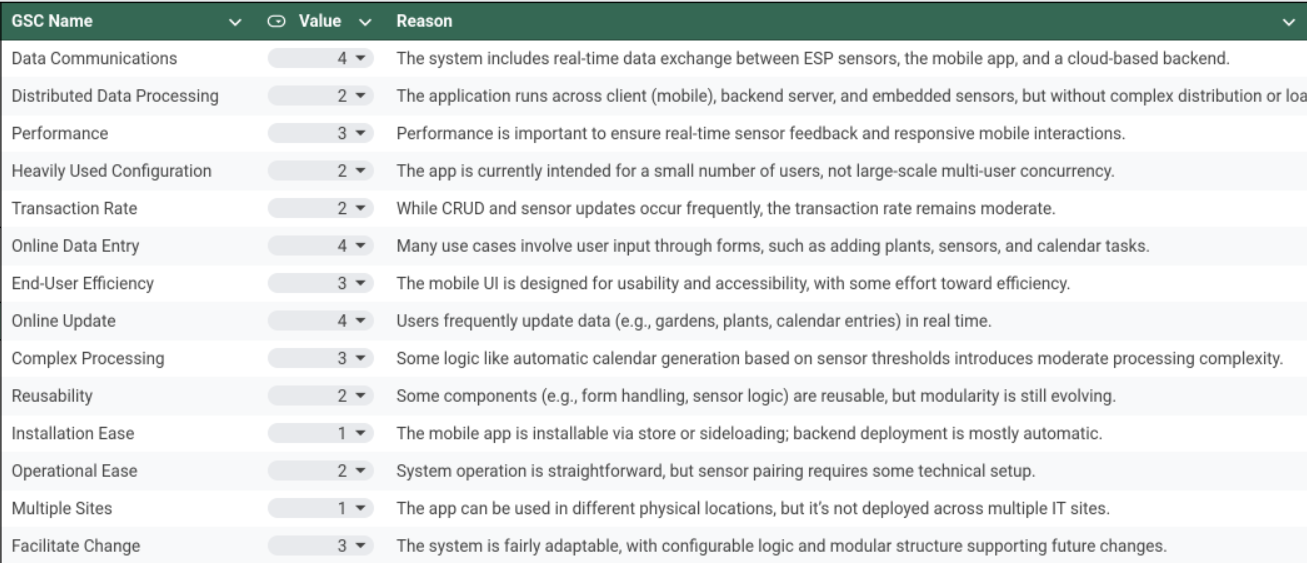 GSC Name Value Reason
Data Communications 4 The system includes real-time data exchange between ESP sensors, the mobile app, and a cloud-based backend.
Distributed Data Processing 2 The application runs across client (mobile), backend server, and embedded sensors, but without complex distribution or loa
Performance 3 Performance is important to ensure real-time sensor feedback and responsive mobile interactions.
Heavily Used Configuration 2 The app is currently intended for a small number of users, not large-scale multi-user concurrency.
Transaction Rate 2 While CRUD and sensor updates occur frequently, the transaction rate remains moderate.
Online Data Entry 4 Many use cases involve user input through forms, such as adding plants, sensors, and calendar tasks.
End-User Efficiency 3 The mobile UI is designed for usability and accessibility, with some effort toward efficiency.
Online Update 4 Users frequently update data (e.g., gardens, plants, calendar entries) in real time.
Complex Processing 3 Some logic like automatic calendar generation based on sensor thresholds introduces moderate processing complexity.
Reusability 2 Some components (e.g., form handling, sensor logic) are reusable, but modularity is still evolving.
Installation Ease 1 The mobile app is installable via store or sideloading; backend deployment is mostly automatic.
Operational Ease 2 System operation is straightforward, but sensor pairing requires some technical setup.
Multiple Sites 1 The app can be used in different physical locations, but it's not deployed across multiple IT sites.
Facilitate Change 3 The system is fairly adaptable, with configurable logic and modular structure supporting future changes.